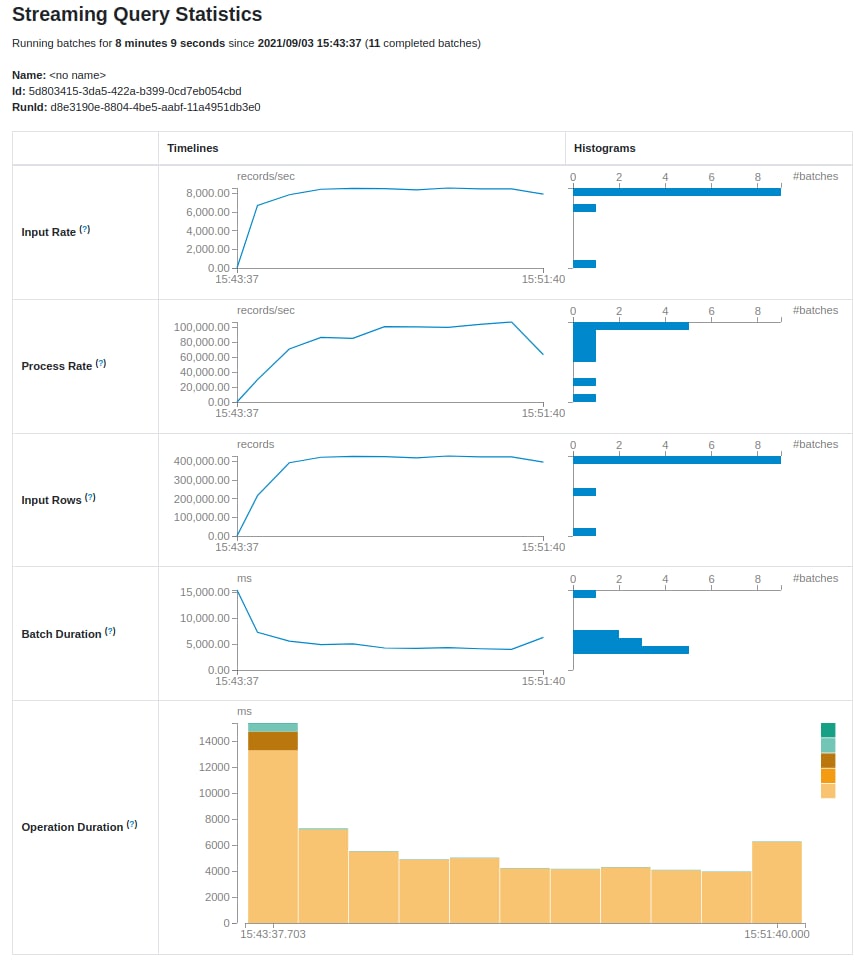 Streaming Query Statistics
Running batches for 8 minutes 9 seconds since 2021/09/03 15:43:37 (11 completed batches)
Name: <no name>
Id: 5d803415-3da5-422a-b399-0cd7eb054cbd
RunId: d8e3190e-8804-4be5-aabf-11a4951db3e0
Timelines Histograms
Input Rate (?)
records/sec
8,000.00
6,000.00
4,000.00
2,000.00
0.00
15:43:37 15:51:40
0 2 4 6 8 #batches
Process Rate (?)
records/sec
100,000.00
80,000.00
60,000.00
40,000.00
20,000.00
0.00
15:43:37 15:51:40
0 2 4 6 8 #batches
Input Rows (?)
records
400,000.00
300,000.00
200,000.00
100,000.00
0.00
15:43:37 15:51:40
0 2 4 6 8 #batches
Batch Duration (?)
ms
15,000.00
10,000.00
5,000.00
0.00
15:43:37 15:51:40
0 2 4 6 8 #batches
Operation Duration (?)
ms
14000
12000
10000
8000
6000
4000
2000
0
15:43:37.703 15:51:40.000